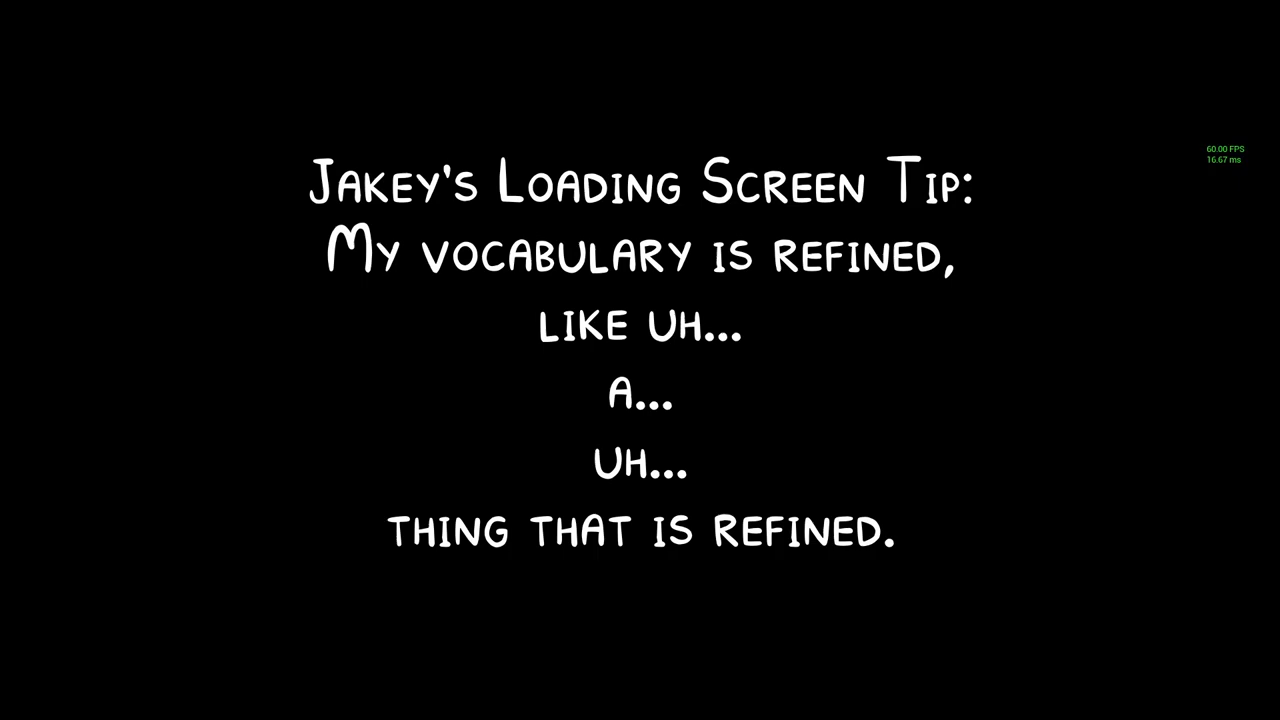 Jakey's Loading Screen Tip:
My vocabulary is refined,
like uh...
a...
uh...
thing that is refined.
60.00 FPS
16.67 ms